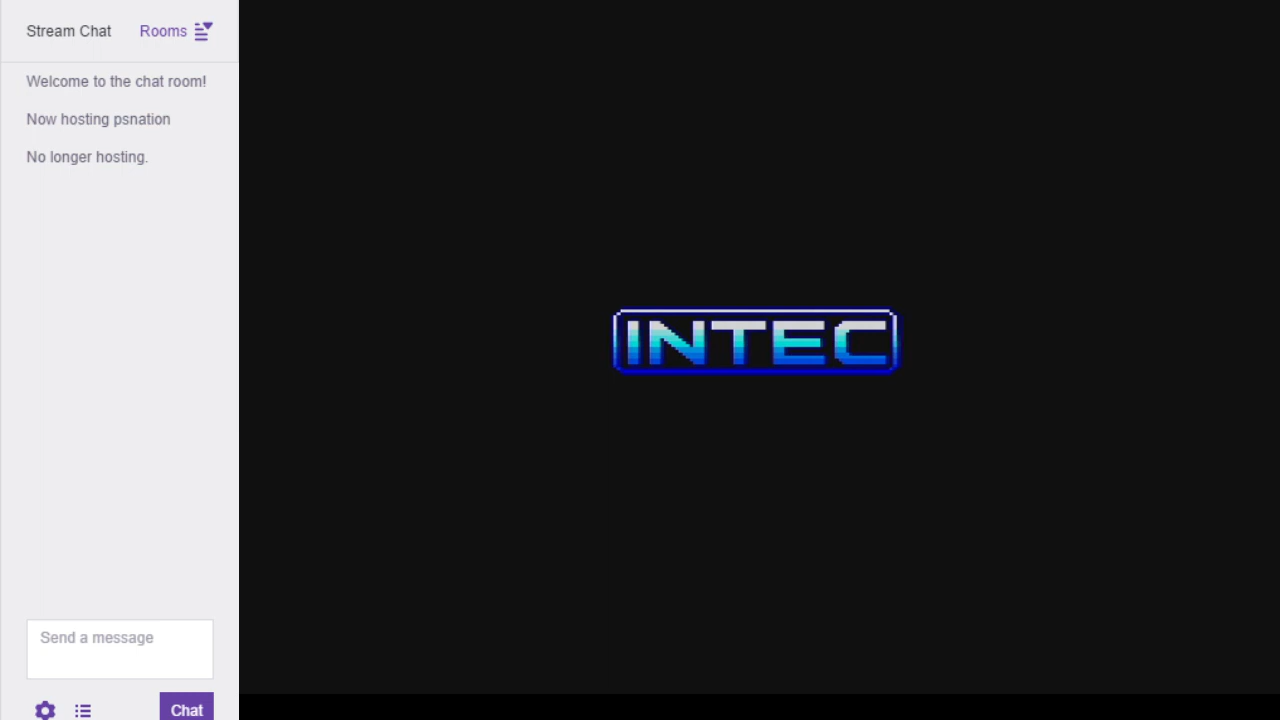 Stream Chat
Rooms
Welcome to the chat room!
Now hosting psnation
No longer hosting.
INTEC
Send a message
Chat